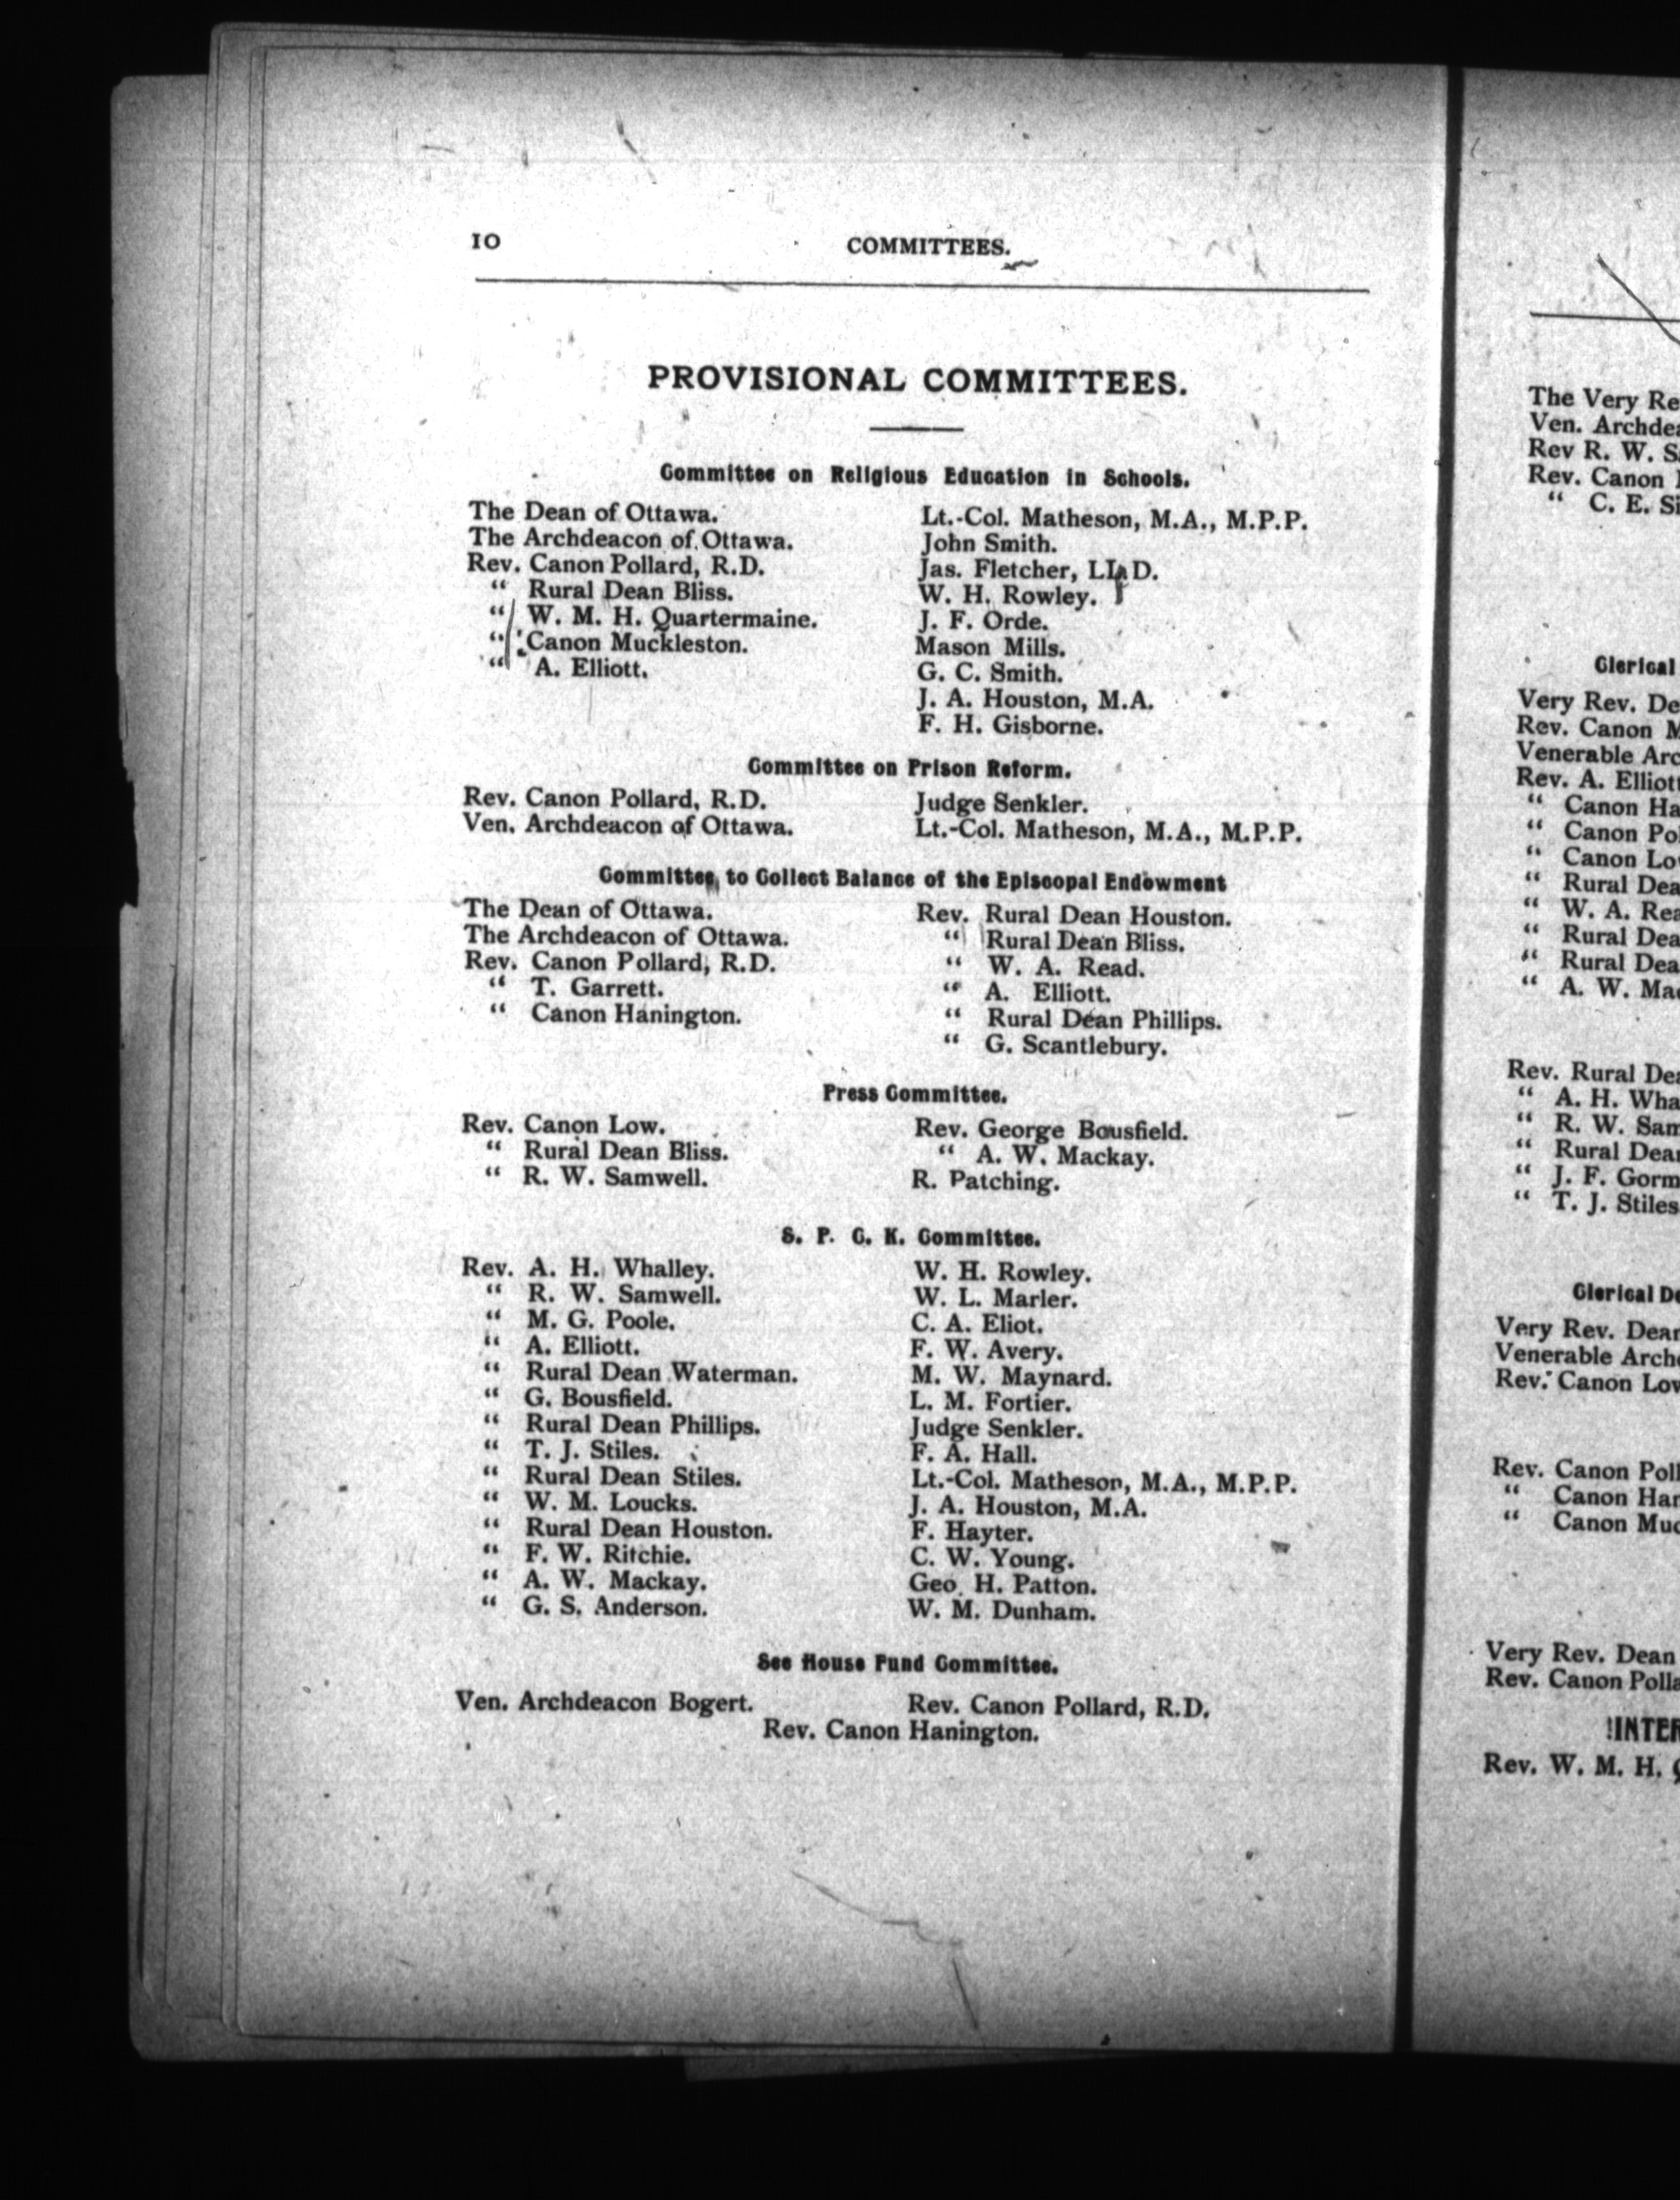 10 COMMITTEES.
PROVISIONAL COMMITTEES.
Committee on Religious Education in Schools.
The Dean of Ottawa.
The Archdeacon of Ottawa.
Rev. Canon Pollard, R.D.
“ Rural Dean Bliss.
“ W. M. H. Quartermaine.
“ Canon Muckleston.
“ A. Elliott.
Lt.-Col. Matheson, M.A., M.P.P.
John Smith.
Jas. Fletcher, LL.D.
W. H. Rowley.
J. F. Orde.
Mason Mills.
G. C. Smith.
J. A. Houston, M.A.
F. H. Gisborne.
Committee on Prison Reform.
Rev. Canon Pollard, R.D.
Ven. Archdeacon of Ottawa.
Judge Senkler.
Lt.-Col. Matheson, M.A., M.P.P.
Committee to Collect Balance of the Episcopal Endowment
The Dean of Ottawa.
The Archdeacon of Ottawa.
Rev. Canon Pollard, R.D.
“ T. Garrett.
“ Canon Hanington.
Rev. Rural Dean Houston.
“ Rural Dean Bliss.
“ W. A. Read.
“ A. Elliott.
“ Rural Dean Phillips.
“ G. Scantlebury.
Press Committee.
Rev. Canon Low.
“ Rural Dean Bliss.
“ R. W. Samwell.
Rev. George Bousfield.
“ A. W. Mackay.
R. Patching.
S. P. C. K. Committee.
Rev. A. H. Whalley.
“ R. W. Samwell.
“ M. G. Poole.
“ A. Elliott.
“ Rural Dean Waterman.
“ G. Bousfield.
“ Rural Dean Phillips.
“ T. J. Stiles.
“ Rural Dean Stiles.
“ W. M. Loucks.
“ Rural Dean Houston.
“ F. W. Ritchie.
“ A. W. Mackay.
“ G. S. Anderson.
W. H. Rowley.
W. L. Marler.
C. A. Eliot.
F. W. Avery.
M. W. Maynard.
L. M. Fortier.
Judge Senkler.
F. A. Hall.
Lt.-Col. Matheson, M.A., M.P.P.
J. A. Houston, M.A.
F. Hayter.
C. W. Young.
Geo. H. Patton.
W. M. Dunham.
See House Fund Committee.
Ven. Archdeacon Bogert. Rev. Canon Pollard, R.D.
Rev. Canon Hanington.
The Very
Ven.
Rev R. W.
Rev. Canon
“ C. E.
Clerical
Very Rev.
Rev. Canon
Venerable
Rev. A.
“ Canon
“ Canon
“ Canon
“ Rural
“ W. A.
“ Rural
“ Rural
“ A. W.
Rev. Rural
“ A. H.
“ R. W.
“ Rural
“ J. F.
“ T. J. Stiles
Clerical
Very Rev. Dean
Venerable
Rev. Canon
Rev. Canon
“ Canon
“ Canon
Very Rev. Dean
Rev. Canon
Rev. W. M. H.